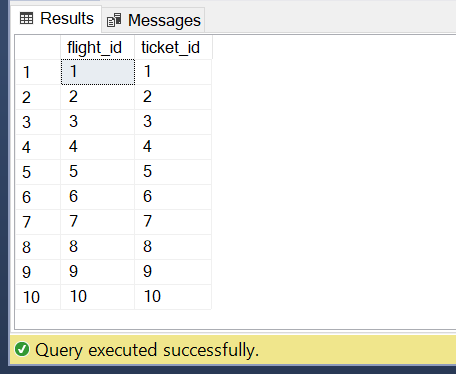 Results Messages
flight_id ticket_id
1 1 1
2 2 2
3 3 3
4 4 4
5 5 5
6 6 6
7 7 7
8 8 8
9 9 9
10 10 10
Query executed successfully.